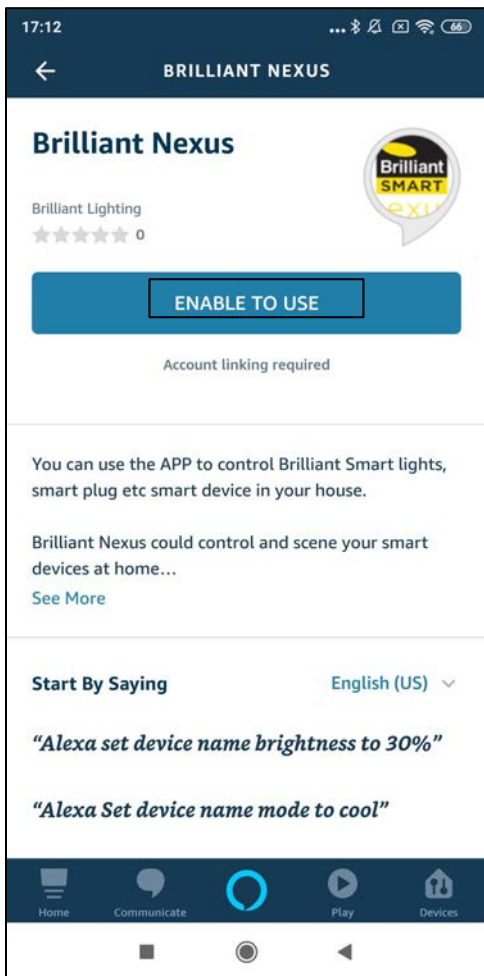 17:12
... 66
BRILLIANT NEXUS
Brilliant Nexus
Brilliant
SMART
nexus
Brilliant Lighting
0
ENABLE TO USE
Account linking required
You can use the APP to control Brilliant Smart lights,
smart plug etc smart device in your house.
Brilliant Nexus could control and scene your smart
devices at home...
See More
Start By Saying
English (US)
“Alexa set device name brightness to 30%”
“Alexa Set device name mode to cool”
Home Communicate Play Devices